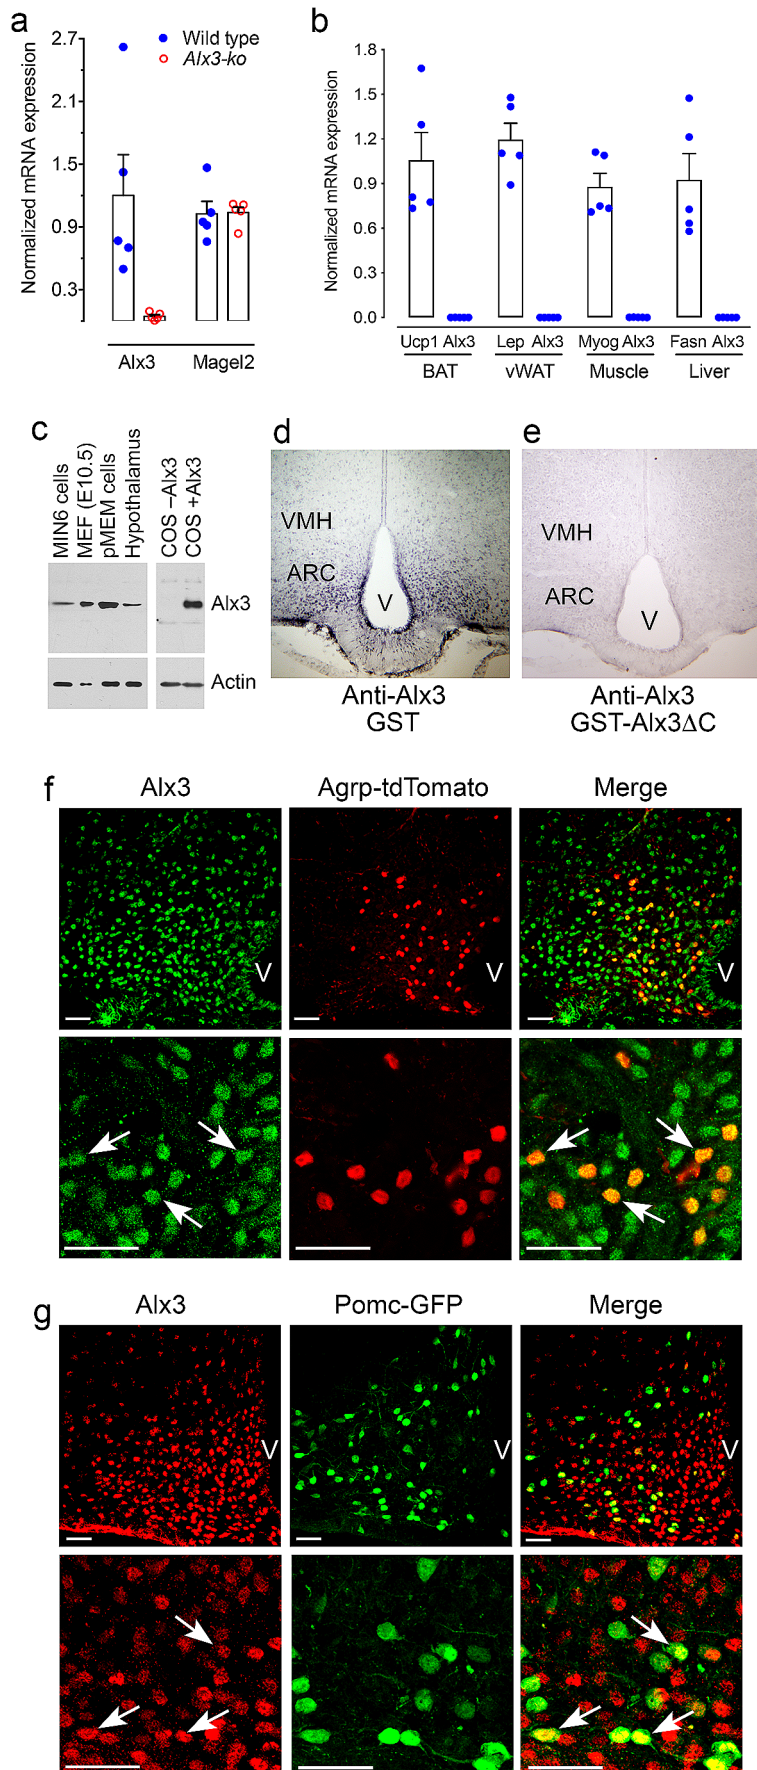 a
Wild type
Alx3-ko
Normalized mRNA expression
2.7
2.1
1.5
0.9
0.3
Alx3
Magel2
b
Normalized mRNA expression
1.8
1.5
1.2
0.9
0.6
0.3
0.0
Ucp1 Alx3
Lep Alx3
Myog Alx3
Fasn Alx3
BAT
vWAT
Muscle
Liver
c
MIN6 cells
MEF (E10.5)
pMEM cells
Hypothalamus
COS –Alx3
COS +Alx3
Alx3
Actin
d
VMH
ARC
V
Anti-Alx3
GST
e
VMH
ARC
V
Anti-Alx3
GST-Alx3ΔC
f
Alx3
Agrp-tdTomato
Merge
V
V
V
g
Alx3
Pomc-GFP
Merge
V
V
V